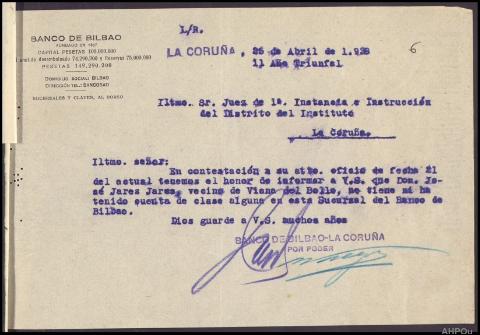 L/R.
BANCO DE BILBAO
FUNDADO EN 1857
CAPITAL PESETAS 100.000.000
Capital desembolsado 74.290.300 y Reservas 75.000.000
PESETAS 149.290.300
DOMICILIO SOCIAL: BILBAO
DIRECCIÓN TEL.: BANCOBAO
SUCURSALES Y CLAVES, AL DORSO
LA CORUÑA, 25 de Abril de 1.938
II Año Triunfal
6
Iltmo. Sr. Juez de 1ª. Instancia e Instrucción
del Distrito del Instituto
La Coruña.
Iltmo. señor:
En contestación a su atto. oficio de fecha 21
del actual tenemos el honor de informar a V.S. que Don. Jo-
sé Jares Jares, vecino de Viana del Bollo, no tiene ni ha
tenido cuenta de clase alguna en esta Sucursal del Banco de
Bilbao.
Dios guarde a V.S. muchos años
BANCO DE BILBAO-LA CORUÑA
POR PODER
AHPOu